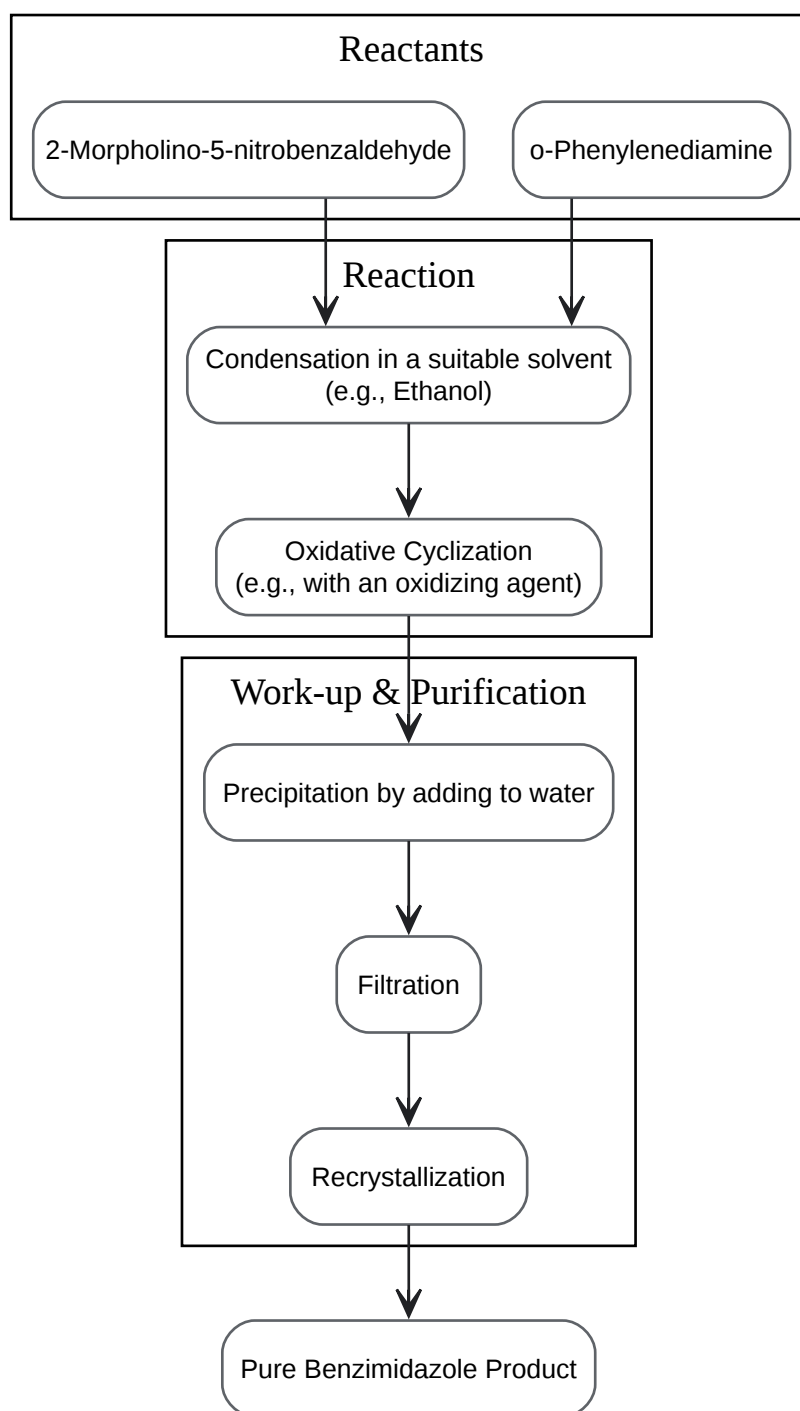 Reactants
2-Morpholino-5-nitrobenzaldehyde
o-Phenylenediamine
Reaction
Condensation in a suitable solvent
(e.g., Ethanol)
Oxidative Cyclization
(e.g., with an oxidizing agent)
Work-up & Purification
Precipitation by adding to water
Filtration
Recrystallization
Pure Benzimidazole Product